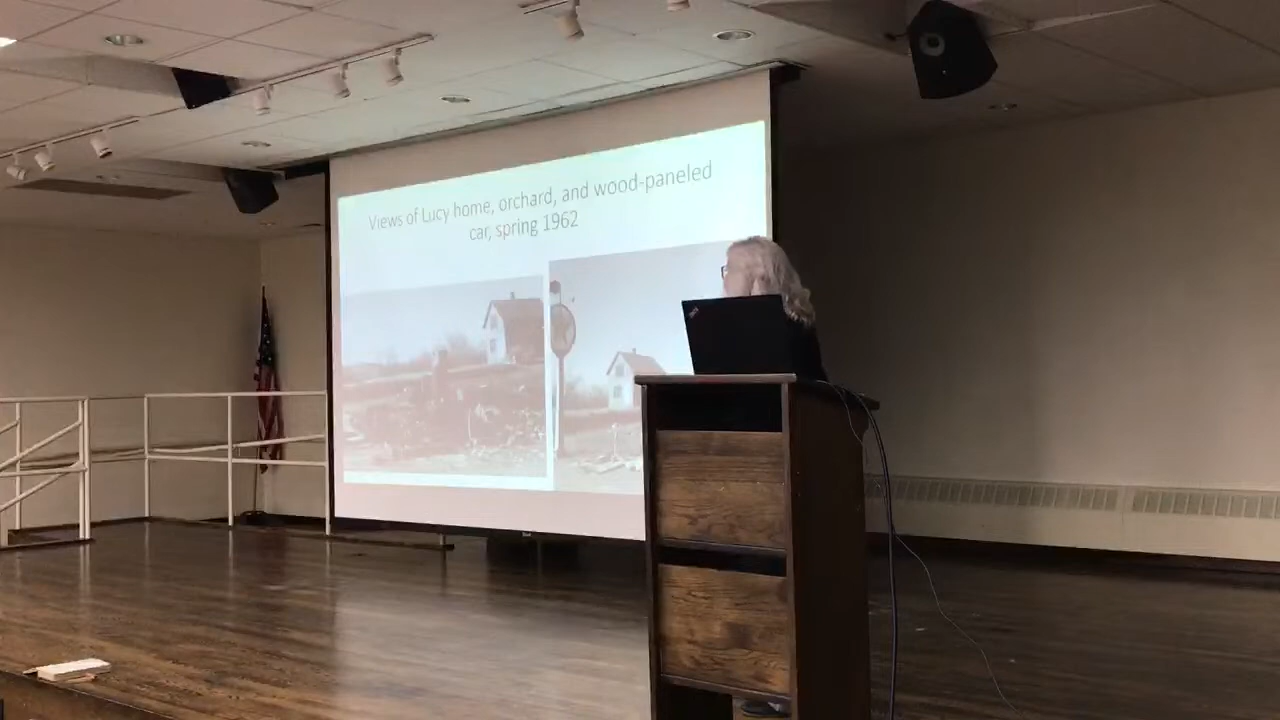 Views of Lucy home, orchard, and wood-paneled
car, spring 1962